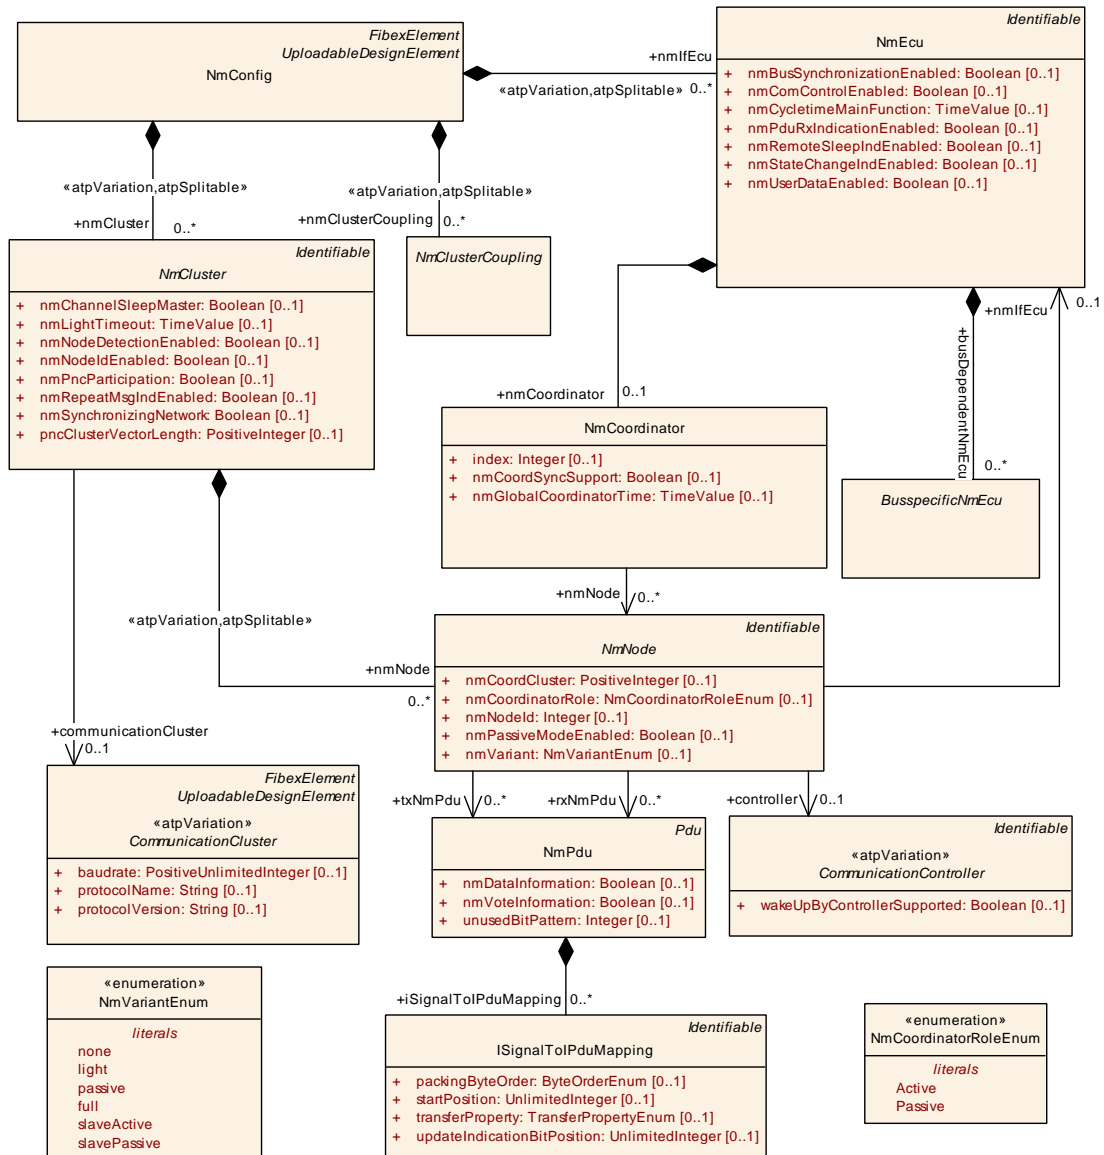 FibexElement
UploadableDesignElement
NmConfig
+nmIfEcu
«atpVariation,atpSplitable» 0..*
Identifiable
NmEcu
+ nmBusSynchronizationEnabled: Boolean [0..1]
+ nmComControlEnabled: Boolean [0..1]
+ nmCycletimeMainFunction: TimeValue [0..1]
+ nmPduRxIndicationEnabled: Boolean [0..1]
+ nmRemoteSleepIndEnabled: Boolean [0..1]
+ nmStateChangeIndEnabled: Boolean [0..1]
+ nmUserDataEnabled: Boolean [0..1]
«atpVariation,atpSplitable»
+nmCluster 0..*
«atpVariation,atpSplitable»
+nmClusterCoupling 0..*
Identifiable
NmCluster
+ nmChannelSleepMaster: Boolean [0..1]
+ nmLightTimeout: TimeValue [0..1]
+ nmNodeDetectionEnabled: Boolean [0..1]
+ nmNodeIdEnabled: Boolean [0..1]
+ nmPncParticipation: Boolean [0..1]
+ nmRepeatMsgIndEnabled: Boolean [0..1]
+ nmSynchronizingNetwork: Boolean [0..1]
+ pncClusterVectorLength: PositiveInteger [0..1]
NmClusterCoupling
+nmIfEcu 0..1
+busDependentNmEcu
0..*
+nmCoordinator 0..1
NmCoordinator
+ index: Integer [0..1]
+ nmCoordSyncSupport: Boolean [0..1]
+ nmGlobalCoordinatorTime: TimeValue [0..1]
BusspecificNmEcu
+nmNode 0..*
«atpVariation,atpSplitable»
+nmNode
0..*
Identifiable
NmNode
+ nmCoordCluster: PositiveInteger [0..1]
+ nmCoordinatorRole: NmCoordinatorRoleEnum [0..1]
+ nmNodeId: Integer [0..1]
+ nmPassiveModeEnabled: Boolean [0..1]
+ nmVariant: NmVariantEnum [0..1]
+communicationCluster
0..1
FibexElement
UploadableDesignElement
«atpVariation»
CommunicationCluster
+ baudrate: PositiveUnlimitedInteger [0..1]
+ protocolName: String [0..1]
+ protocolVersion: String [0..1]
+txNmPdu 0..*
+rxNmPdu 0..*
+controller 0..1
Pdu
NmPdu
+ nmDataInformation: Boolean [0..1]
+ nmVoteInformation: Boolean [0..1]
+ unusedBitPattern: Integer [0..1]
Identifiable
«atpVariation»
CommunicationController
+ wakeUpByControllerSupported: Boolean [0..1]
«enumeration»
NmVariantEnum
literals
none
light
passive
full
slaveActive
slavePassive
+iSignalToIPduMapping 0..*
Identifiable
ISignalToIPduMapping
+ packingByteOrder: ByteOrderEnum [0..1]
+ startPosition: UnlimitedInteger [0..1]
+ transferProperty: TransferPropertyEnum [0..1]
+ updateIndicationBitPosition: UnlimitedInteger [0..1]
«enumeration»
NmCoordinatorRoleEnum
literals
Active
Passive